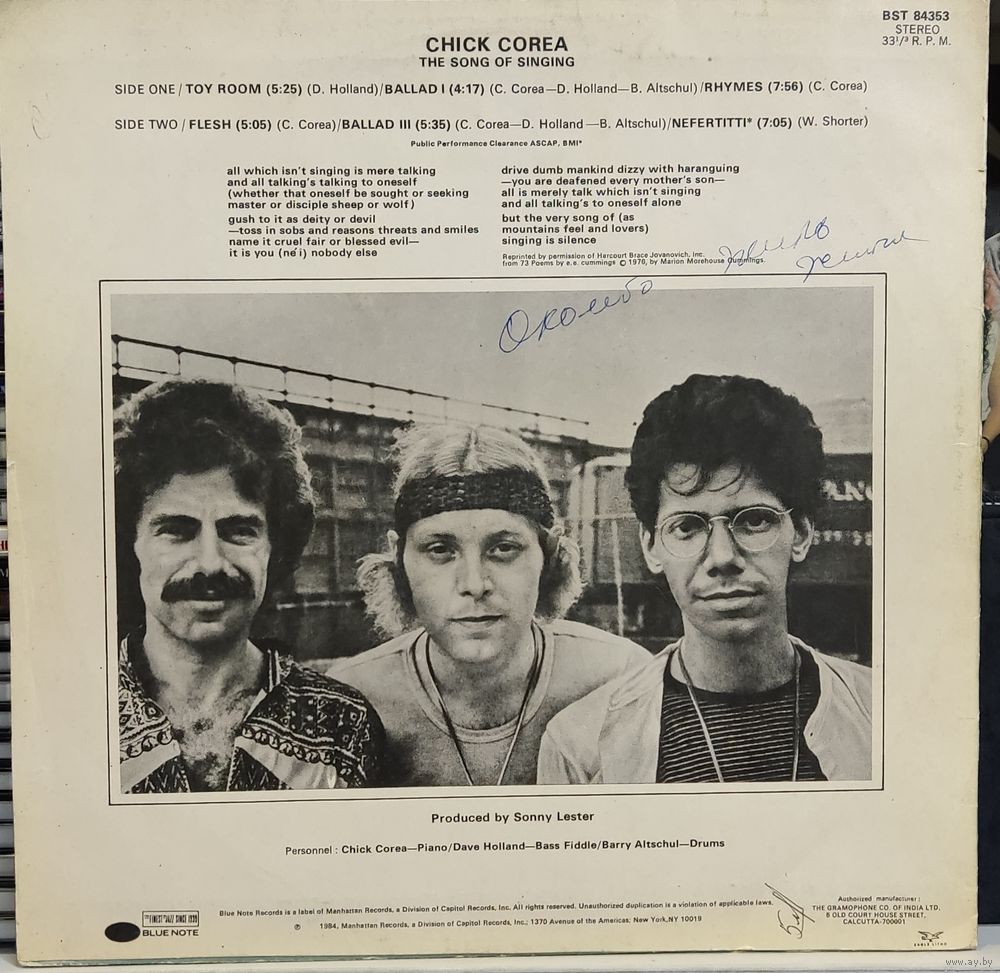 BST 84353
STEREO
33¹/³ R. P. M.
CHICK COREA
THE SONG OF SINGING
SIDE ONE / TOY ROOM (5:25) (D. Holland)/BALLAD I (4:17) (C. Corea—D. Holland—B. Altschul)/RHYMES (7:56) (C. Corea)
SIDE TWO / FLESH (5:05) (C. Corea)/BALLAD III (5:35) (C. Corea—D. Holland—B. Altschul)/NEFERTITTI* (7:05) (W. Shorter)
Public Performance Clearance ASCAP, BMI*
all which isn't singing is mere talking
and all talking's talking to oneself
(whether that oneself be sought or seeking
master or disciple sheep or wolf)
gush to it as deity or devil
—toss in sobs and reasons threats and smiles
name it cruel fair or blessed evil—
it is you (né i) nobody else
drive dumb mankind dizzy with haranguing
—you are deafened every mother's son—
all is merely talk which isn't singing
and all talking's to oneself alone
but the very song of (as
mountains feel and lovers)
singing is silence
Reprinted by permission of Harcourt Brace Jovanovich, Inc.
from 73 Poems by e. e. cummings © 1970, by Marion Morehouse Cummings.
Produced by Sonny Lester
Personnel : Chick Corea—Piano/Dave Holland—Bass Fiddle/Barry Altschul—Drums
"THE FINEST IN JAZZ SINCE 1939"
BLUE NOTE
Blue Note Records is a label of Manhattan Records, a Division of Capitol Records, Inc. All rights reserved. Unauthorized duplication is a violation of applicable laws.
℗ 1984, Manhattan Records, a Division of Capitol Records, Inc.; 1370 Avenue of the Americas; New York, NY 10019
Authorized manufacturer :
THE GRAMOPHONE CO. OF INDIA LTD.
6 OLD COURT HOUSE STREET,
CALCUTTA-700001
EAGLE LITHO
www.ay.by